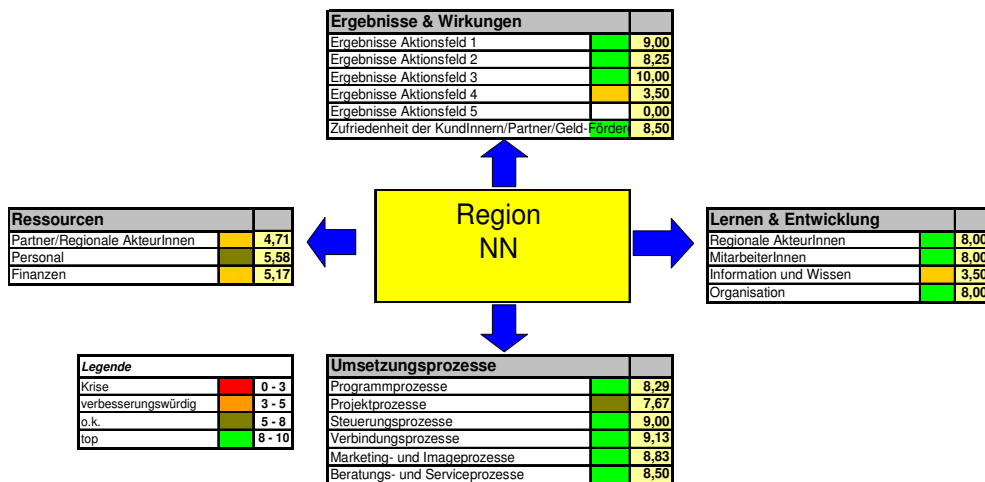 Ergebnisse & Wirkungen
Ergebnisse Aktionsfeld 1 9,00
Ergebnisse Aktionsfeld 2 8,25
Ergebnisse Aktionsfeld 3 10,00
Ergebnisse Aktionsfeld 4 3,50
Ergebnisse Aktionsfeld 5 0,00
Zufriedenheit der KundInnern/Partner/Geld-Förder 8,50
Region
NN
Ressourcen
Partner/Regionale AkteurInnen 4,71
Personal 5,58
Finanzen 5,17
Lernen & Entwicklung
Regionale AkteurInnen 8,00
MitarbeiterInnen 8,00
Information und Wissen 3,50
Organisation 8,00
Legende
Krise 0 - 3
verbesserungswürdig 3 - 5
o.k. 5 - 8
top 8 - 10
Umsetzungsprozesse
Programmprozesse 8,29
Projektprozesse 7,67
Steuerungsprozesse 9,00
Verbindungsprozesse 9,13
Marketing- und Imageprozesse 8,83
Beratungs- und Serviceprozesse 8,50